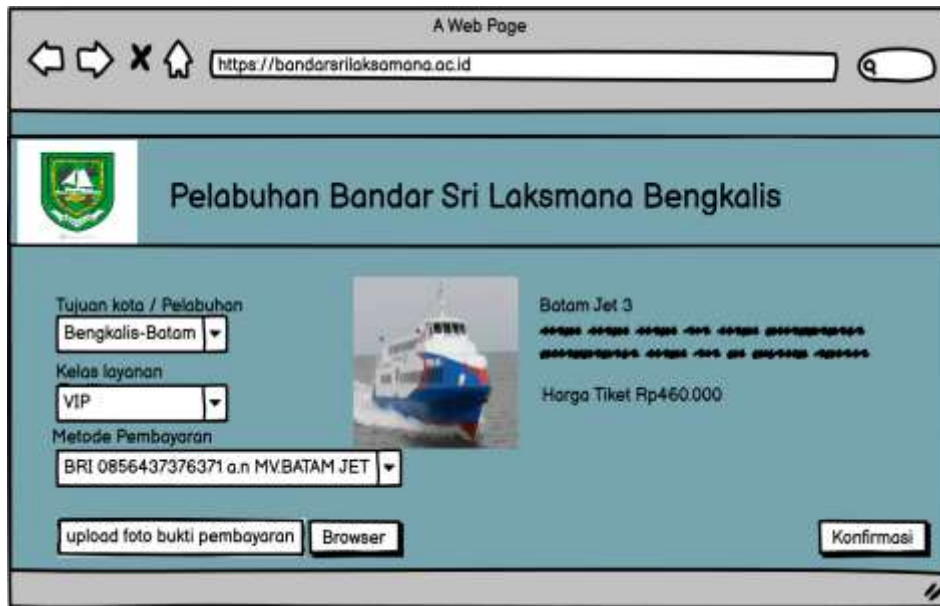 A Web Page
https://bandarsrilaksamana.ac.id
Pelabuhan Bandar Sri Laksmana Bengkalis
Tujuan kota / Pelabuhan
Bengkalis-Batam
Kelas layanan
VIP
Metode Pembayaran
BRI 0856437376371 a.n MV.BATAM JET
upload foto bukti pembayaran
Browser
Batam Jet 3
Harga Tiket Rp460.000
Konfirmasi